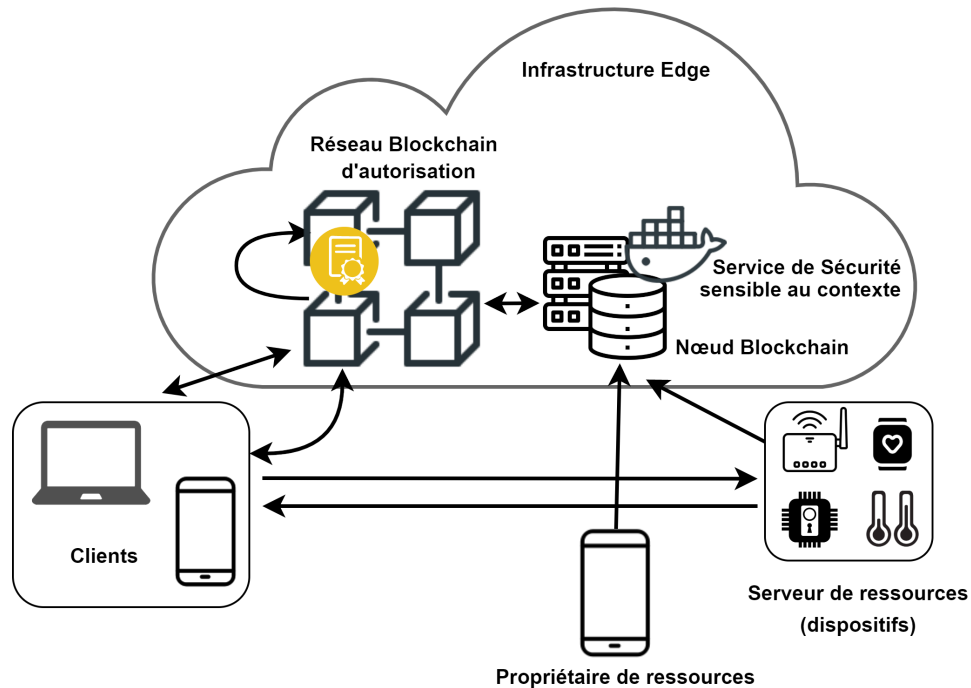 Infrastructure Edge
Réseau Blockchain
d'autorisation
Service de Sécurité
sensible au contexte
Nœud Blockchain
Clients
Serveur de ressources
(dispositifs)
Propriétaire de ressources